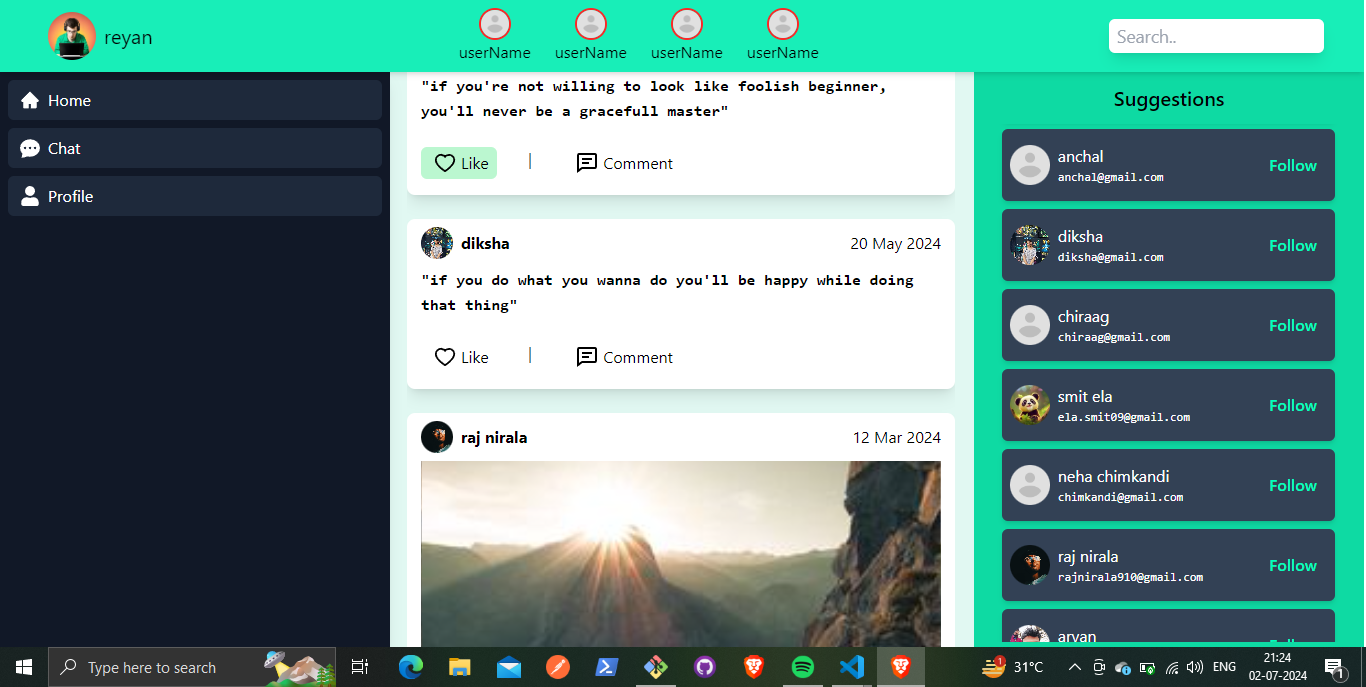 reyan
userName userName userName userName
Search..
Home
Chat
Profile
"if you're not willing to look like foolish beginner,
you'll never be a gracefull master"
Like | Comment
diksha 20 May 2024
"if you do what you wanna do you'll be happy while doing
that thing"
Like | Comment
raj nirala 12 Mar 2024
Suggestions
anchal
anchal@gmail.com
Follow
diksha
diksha@gmail.com
Follow
chiraag
chiraag@gmail.com
Follow
smit ela
ela.smit09@gmail.com
Follow
neha chimkandi
chimkandi@gmail.com
Follow
raj nirala
rajnirala910@gmail.com
Follow
aryan
Type here to search
1
31°C
ENG
21:24
02-07-2024
1